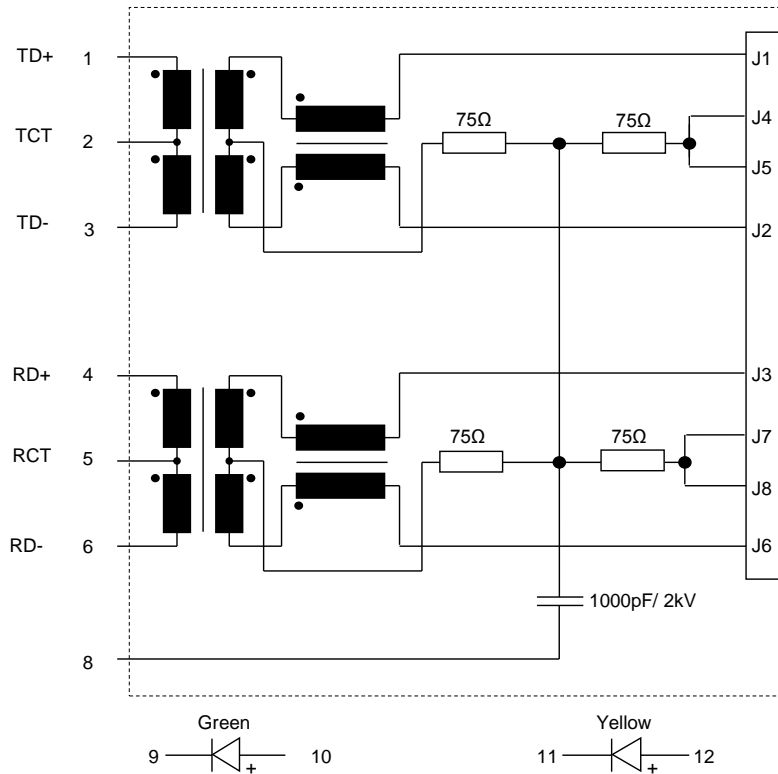 TD+ 1 J1
75Ω 75Ω J4
TCT 2
J5
TD- 3 J2
RD+ 4 J3
75Ω 75Ω J7
RCT 5
J8
RD- 6 J6
1000pF/ 2kV
8
Green Yellow
9 + 10 11 + 12